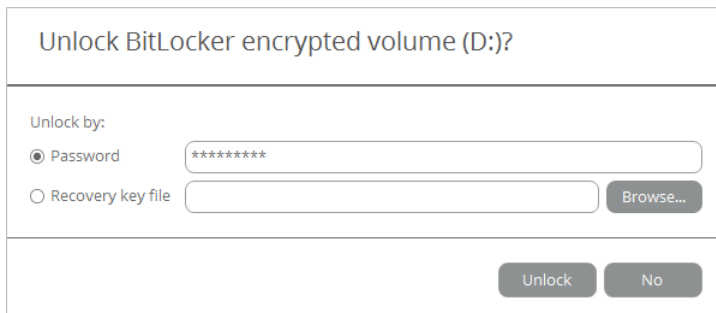 Unlock BitLocker encrypted volume (D:)?
Unlock by:
Password *********
Recovery key file Browse...
Unlock No